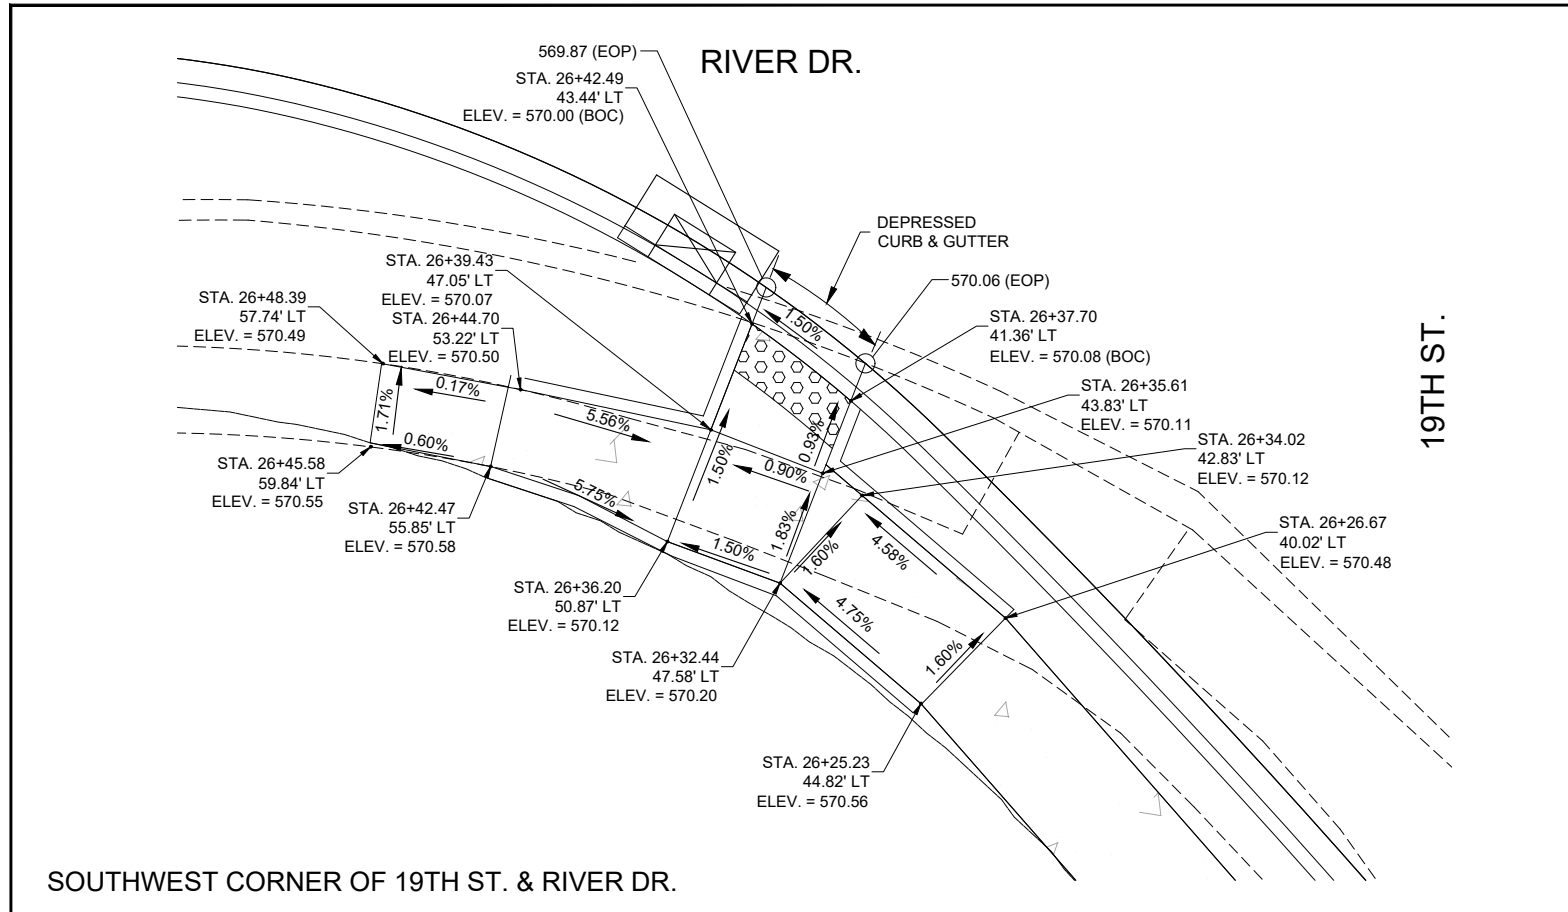 RIVER DR.
569.87 (EOP)
STA. 26+42.49
43.44' LT
ELEV. = 570.00 (BOC)
DEPRESSED
CURB & GUTTER
570.06 (EOP)
STA. 26+39.43
47.05' LT
ELEV. = 570.07
STA. 26+48.39
57.74' LT
ELEV. = 570.49
STA. 26+44.70
53.22' LT
ELEV. = 570.50
STA. 26+37.70
41.36' LT
ELEV. = 570.08 (BOC)
STA. 26+35.61
43.83' LT
ELEV. = 570.11
19TH ST.
1.50%
0.17%
1.71%
5.56%
0.60%
0.93%
1.50%
0.90%
STA. 26+34.02
42.83' LT
ELEV. = 570.12
STA. 26+45.58
59.84' LT
ELEV. = 570.55
STA. 26+42.47
55.85' LT
ELEV. = 570.58
5.75%
1.83%
1.50%
1.60%
4.58%
STA. 26+26.67
40.02' LT
ELEV. = 570.48
STA. 26+36.20
50.87' LT
ELEV. = 570.12
4.75%
1.60%
STA. 26+32.44
47.58' LT
ELEV. = 570.20
STA. 26+25.23
44.82' LT
ELEV. = 570.56
SOUTHWEST CORNER OF 19TH ST. & RIVER DR.